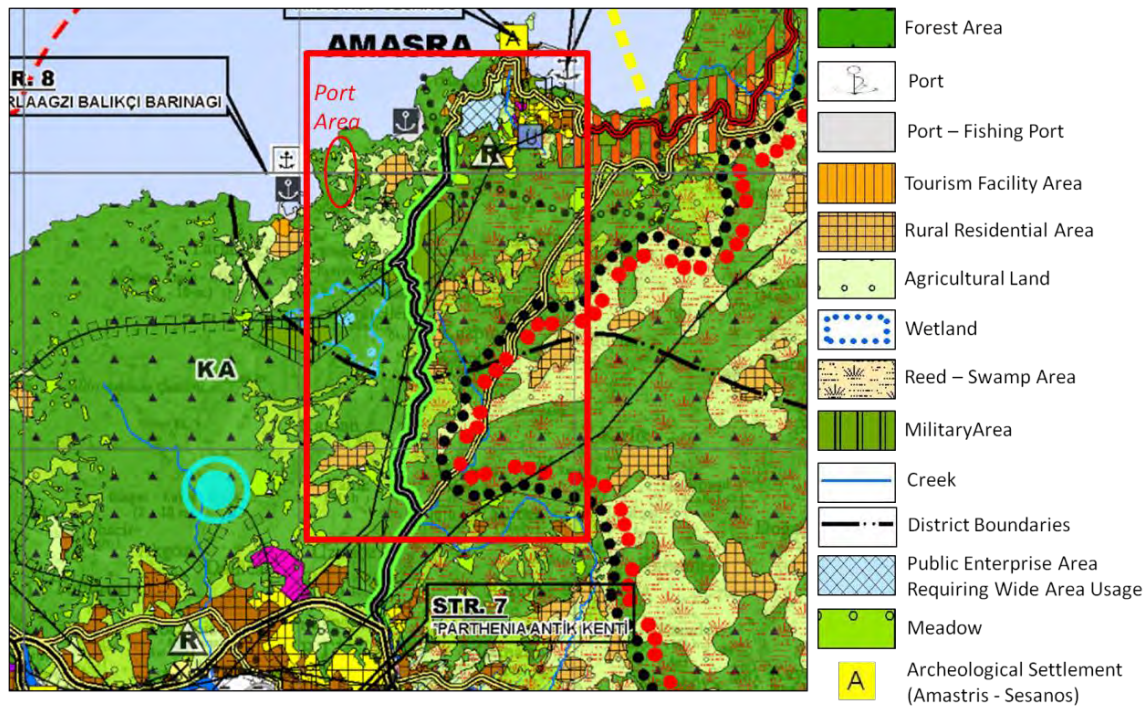 AMASRA
A
R. 8
RLAAGZI BALIKÇI BARINAGI
Port
Area
R
U
KA
STR. 7
PARTHENIA ANTİK KENTİ
R
Forest Area
Port
Port – Fishing Port
Tourism Facility Area
Rural Residential Area
Agricultural Land
Wetland
Reed – Swamp Area
MilitaryArea
Creek
District Boundaries
Public Enterprise Area
Requiring Wide Area Usage
Meadow
A
Archeological Settlement
(Amastris - Sesanos)